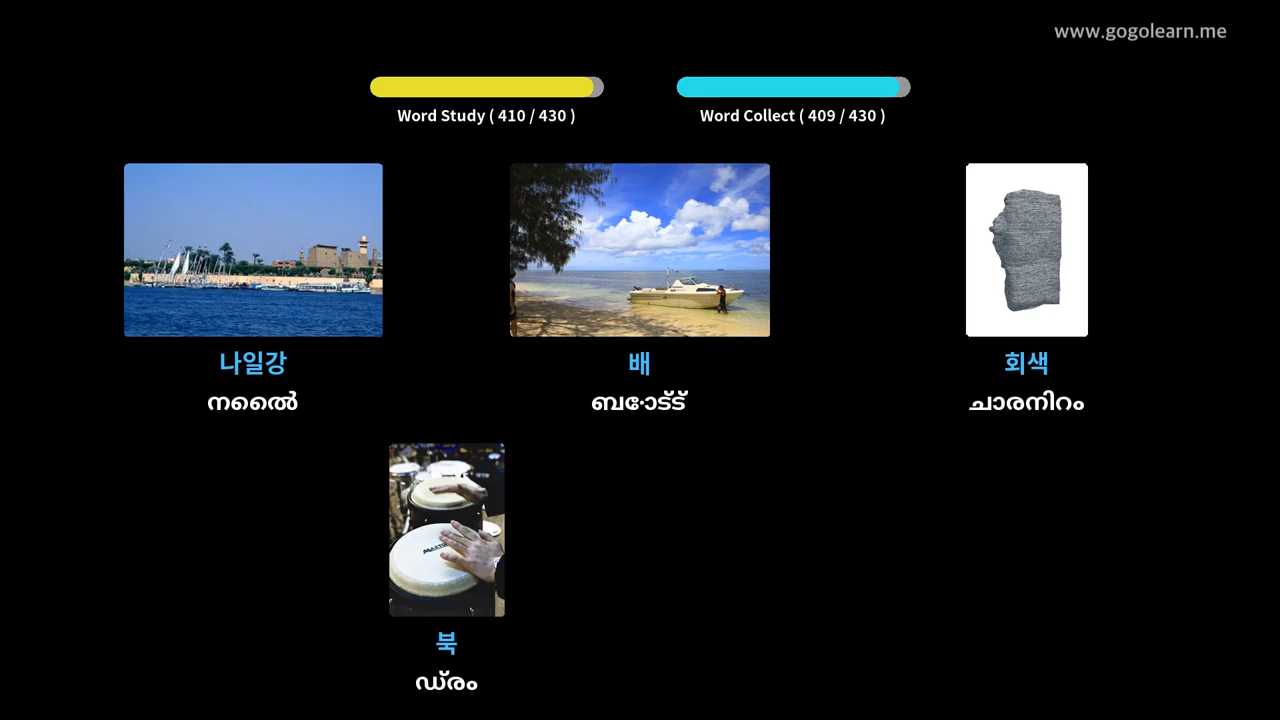 www.gogolearn.me
Word Study ( 410 / 430 )
Word Collect ( 409 / 430 )
나일강
배
회색
നൈൽ
ബോട്ട്
ചാരനിറം
북
ഡ്രം